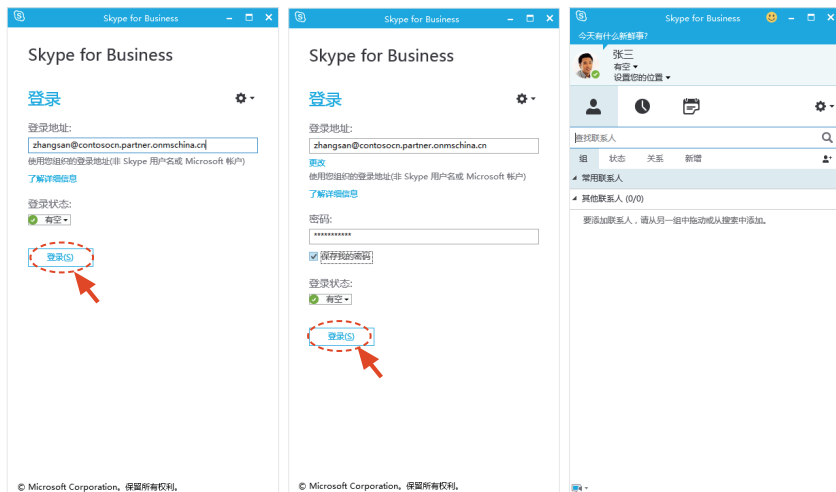 Skype for Business
Skype for Business
登录
登录地址:
zhangsan@contosocn.partner.onmschina.cn
使用您组织的登录地址(非 Skype 用户名或 Microsoft 帐户)
了解详细信息
登录状态:
有空
登录(S)
© Microsoft Corporation。保留所有权利。
Skype for Business
Skype for Business
登录
登录地址:
zhangsan@contosocn.partner.onmschina.cn
更改
使用您组织的登录地址(非 Skype 用户名或 Microsoft 帐户)
了解详细信息
密码:
***********
保存我的密码
登录状态:
有空
登录(S)
© Microsoft Corporation。保留所有权利。
Skype for Business
今天有什么新鲜事?
张三
有空
设置您的位置
查找联系人
组 状态 关系 新增
常用联系人
其他联系人 (0/0)
要添加联系人，请从另一组中拖动或从搜索中添加。